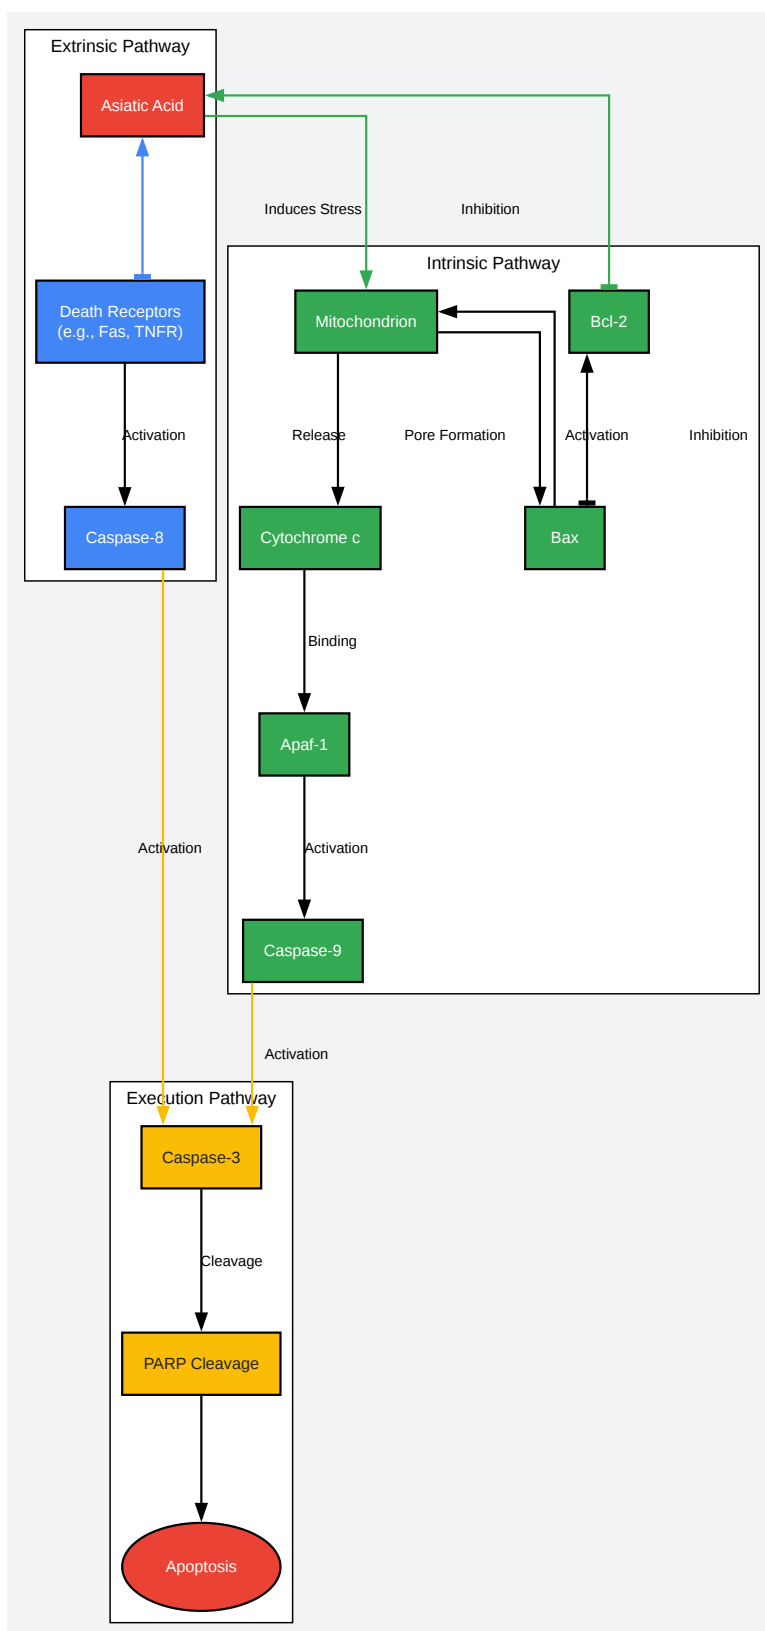 Extrinsic Pathway
Asiatic Acid
Induces Stress
Inhibition
Intrinsic Pathway
Death Receptors
(e.g., Fas, TNFR)
Mitochondrion
Bcl-2
Activation
Release
Pore Formation
Activation
Inhibition
Caspase-8
Cytochrome c
Bax
Binding
Apaf-1
Activation
Activation
Caspase-9
Activation
Execution Pathway
Caspase-3
Cleavage
PARP Cleavage
Apoptosis